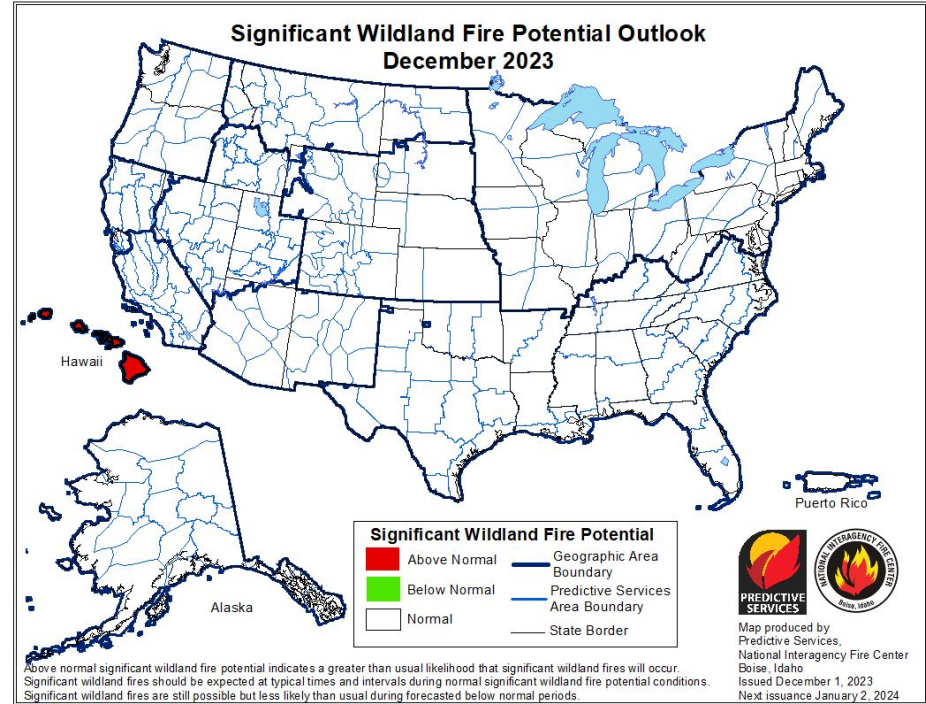 Significant Wildland Fire Potential Outlook
December 2023
Hawaii
Puerto Rico
Alaska
Significant Wildland Fire Potential
Above Normal
Below Normal
Normal
Geographic Area
Boundary
Predictive Services
Area Boundary
State Border
PREDICTIVE
SERVICES
NATIONAL INTERAGENCY FIRE CENTER
Boise, Idaho
Map produced by
Predictive Services,
National Interagency Fire Center
Boise, Idaho
Issued December 1, 2023
Next issuance January 2, 2024
Above normal significant wildland fire potential indicates a greater than usual likelihood that significant wildland fires will occur.
Significant wildland fires should be expected at typical times and intervals during normal significant wildland fire potential conditions.
Significant wildland fires are still possible but less likely than usual during forecasted below normal periods.